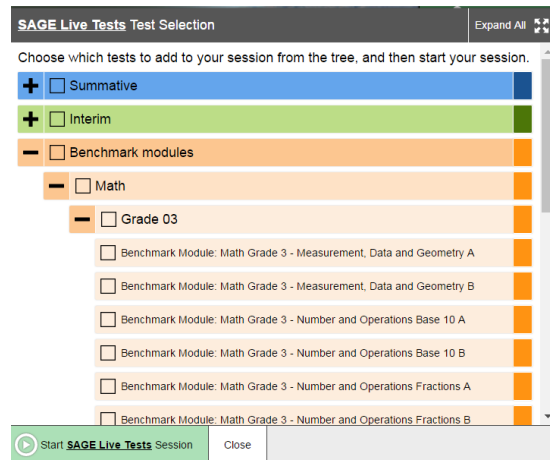 SAGE Live Tests Test Selection
Expand All
Choose which tests to add to your session from the tree, and then start your session.
Summative
Interim
Benchmark modules
Math
Grade 03
Benchmark Module: Math Grade 3 - Measurement, Data and Geometry A
Benchmark Module: Math Grade 3 - Measurement, Data and Geometry B
Benchmark Module: Math Grade 3 - Number and Operations Base 10 A
Benchmark Module: Math Grade 3 - Number and Operations Base 10 B
Benchmark Module: Math Grade 3 - Number and Operations Fractions A
Benchmark Module: Math Grade 3 - Number and Operations Fractions B
Start SAGE Live Tests Session
Close